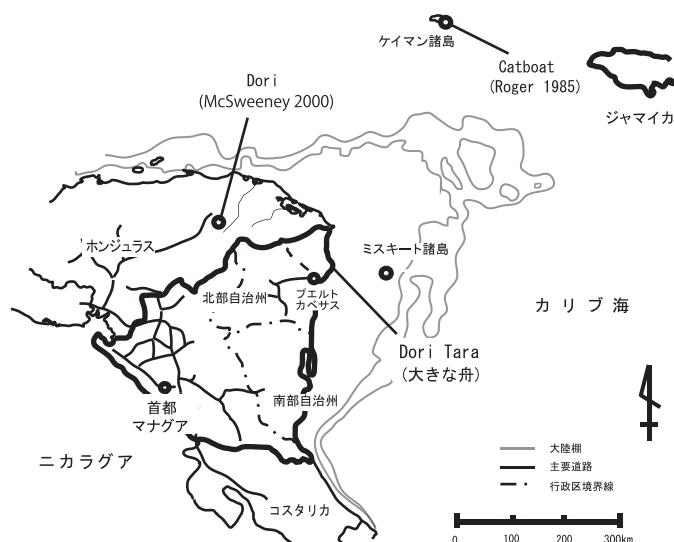 ケイマン諸島
Catboat
(Roger 1985)
ジャマイカ
Dori
(McSweeney 2000)
ホンジュラス
ミスキート諸島
北部自治州
プエルト
カベサス
カリブ海
Dori Tara
(大きな舟)
南部自治州
首都
マナグア
ニカラグア
コスタリカ
大陸棚
主要道路
行政区境界線
0 100 200 300km